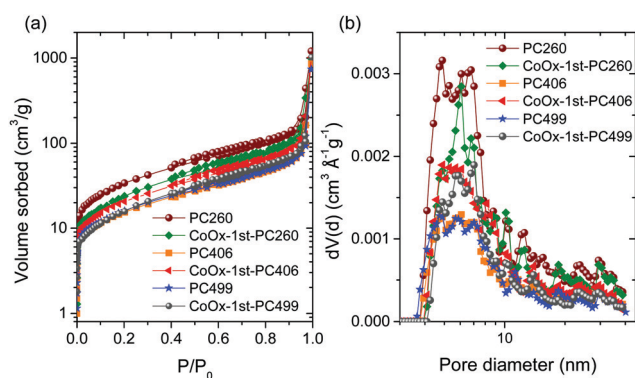 (a)
Volume sorbed (cm³/g)
1000
100
10
1
0.0 0.2 0.4 0.6 0.8 1.0
P/P₀
PC260
CoOx-1st-PC260
PC406
CoOx-1st-PC406
PC499
CoOx-1st-PC499
(b)
dV(d) (cm³ Å⁻¹g⁻¹)
0.003
0.002
0.001
0.000
10
Pore diameter (nm)
PC260
CoOx-1st-PC260
PC406
CoOx-1st-PC406
PC499
CoOx-1st-PC499